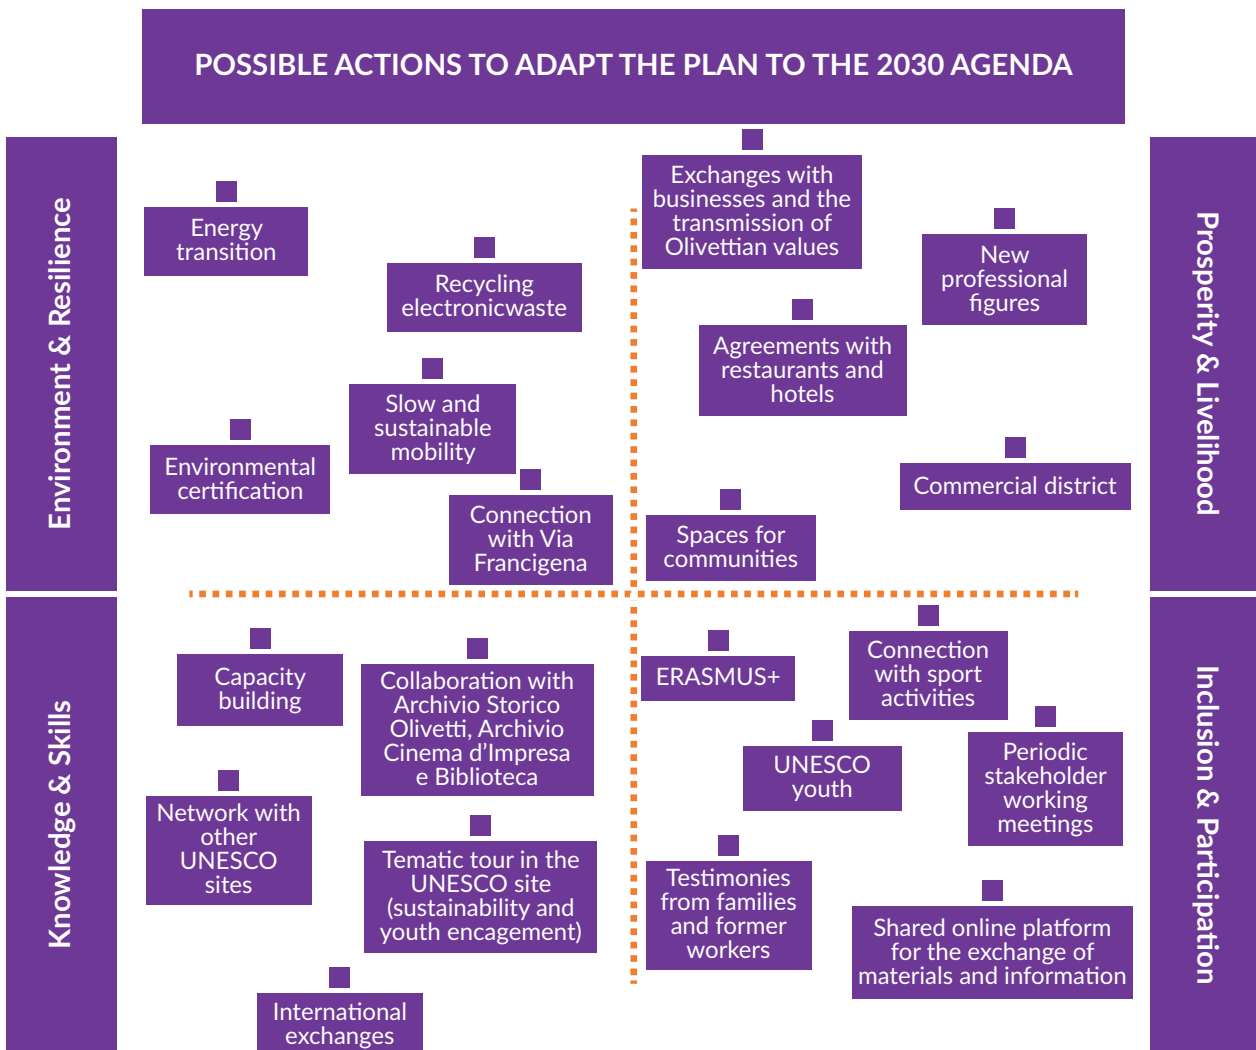 POSSIBLE ACTIONS TO ADAPT THE PLAN TO THE 2030 AGENDA
Environment & Resilience
Energy
transition
Recycling
electronicwaste
Slow and
sustainable
mobility
Environmental
certification
Connection
with Via
Francigena
Prosperity & Livelihood
Exchanges with
businesses and the
transmission of
Olivettian values
New
professional
figures
Agreements with
restaurants and
hotels
Commercial district
Spaces for
communities
Knowledge & Skills
Capacity
building
Collaboration with
Archivio Storico
Olivetti, Archivio
Cinema d’Impresa
e Biblioteca
Network with
other
UNESCO
sites
Tematic tour in the
UNESCO site
(sustainability and
youth encagement)
International
exchanges
Inclusion & Participation
ERASMUS+
Connection
with sport
activities
UNESCO
youth
Periodic
stakeholder
working
meetings
Testimonies
from families
and former
workers
Shared online platform
for the exchange of
materials and information